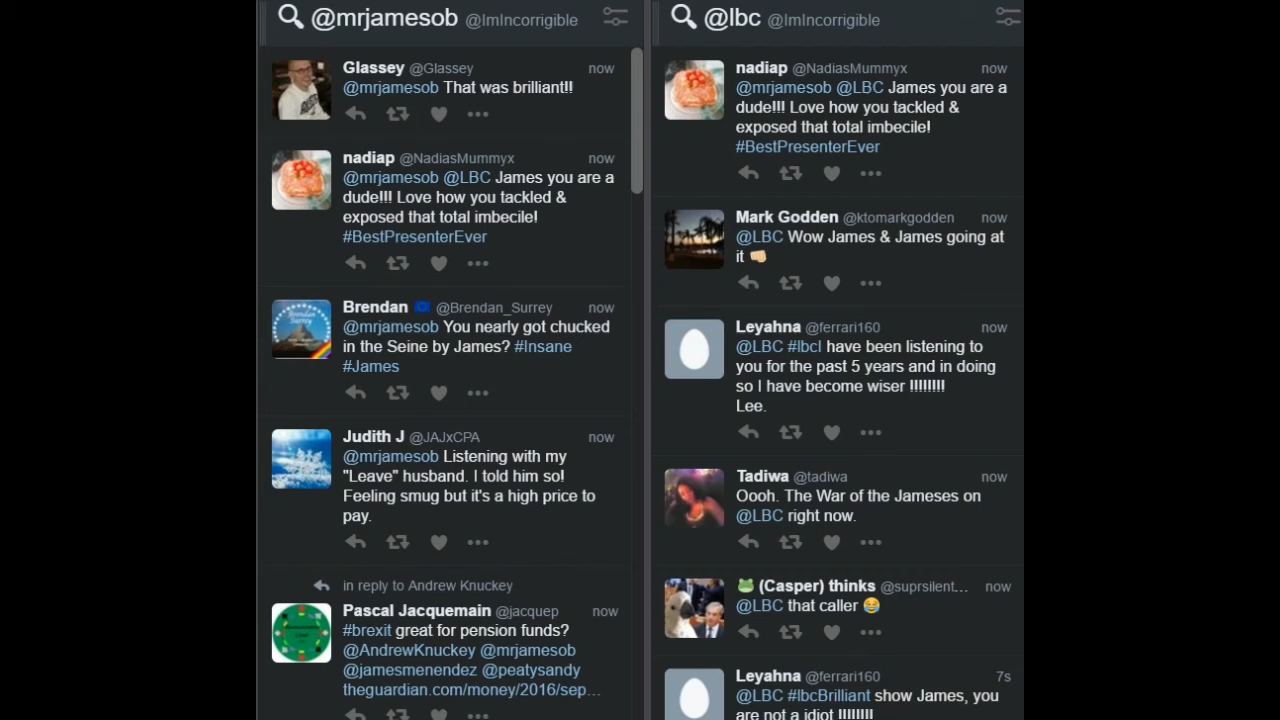 @mrjamesob @ImIncorrigible
Glassey @Glassey now
@mrjamesob That was brilliant!!
nadiap @NadiasMummyx now
@mrjamesob @LBC James you are a
dude!!! Love how you tackled &
exposed that total imbecile!
#BestPresenterEver
Brendan @Brendan_Surrey now
@mrjamesob You nearly got chucked
in the Seine by James? #Insane
#James
Judith J @JAJxCPA now
@mrjamesob Listening with my
"Leave" husband. I told him so!
Feeling smug but it's a high price to
pay.
in reply to Andrew Knuckey
Pascal Jacquemain @jacquep now
#brexit great for pension funds?
@AndrewKnuckey @mrjamesob
@jamesmenendez @peatysandy
theguardian.com/money/2016/sep...
@lbc @ImIncorrigible
nadiap @NadiasMummyx now
@mrjamesob @LBC James you are a
dude!!! Love how you tackled &
exposed that total imbecile!
#BestPresenterEver
Mark Godden @ktomarkgodden now
@LBC Wow James & James going at
it 👊🏼
Leyahna @ferrari160 now
@LBC #lbcI have been listening to
you for the past 5 years and in doing
so I have become wiser !!!!!!!!
Lee.
Tadiwa @tadiwa now
Oooh. The War of the Jameses on
@LBC right now.
🐸 (Casper) thinks @suprsilent... now
@LBC that caller 😂
Leyahna @ferrari160 7s
@LBC #lbcBrilliant show James, you
are not a idiot !!!!!!!!